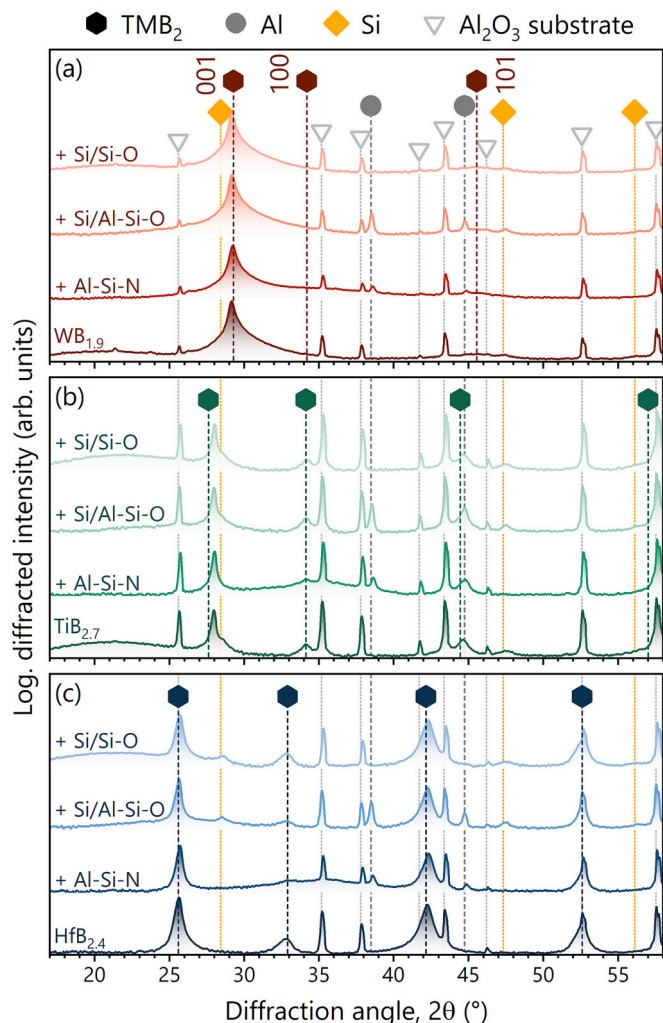 TMB₂ Al Si Al₂O₃ substrate
(a) 001 100 101
+ Si/Si-O
+ Si/Al-Si-O
+ Al-Si-N
WB₁.₉
(b)
+ Si/Si-O
+ Si/Al-Si-O
+ Al-Si-N
TiB₂.₇
(c)
+ Si/Si-O
+ Si/Al-Si-O
+ Al-Si-N
HfB₂.₄
Log. diffracted intensity (arb. units)
20 25 30 35 40 45 50 55
Diffraction angle, 2θ (°)